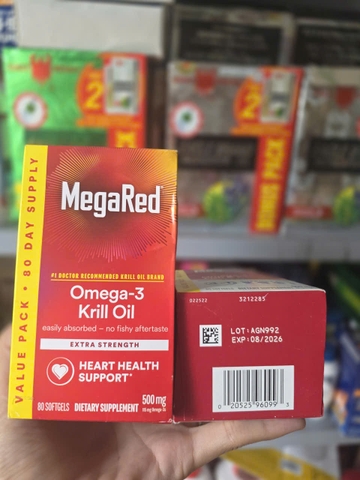 VALUE PACK • 80 DAY SUPPLY
MegaRed
#1 DOCTOR RECOMMENDED KRILL OIL BRAND
Omega-3
Krill Oil
easily absorbed – no fishy aftertaste
EXTRA STRENGTH
HEART HEALTH
SUPPORT*
80 SOFTGELS DIETARY SUPPLEMENT
500 mg
322522
3212285
LOT: AGN992
EXP: 08/2026
0 20525 96099 3
2
2
BONUS PACK